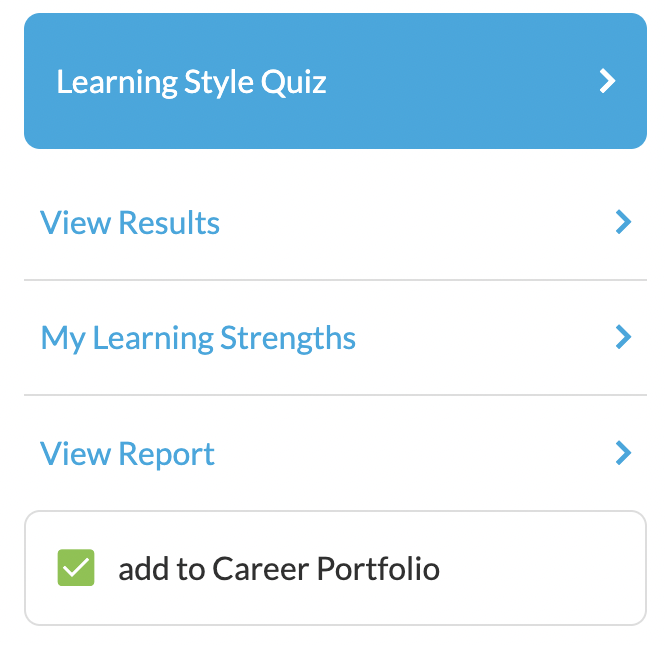 Learning Style Quiz
View Results
My Learning Strengths
View Report
add to Career Portfolio